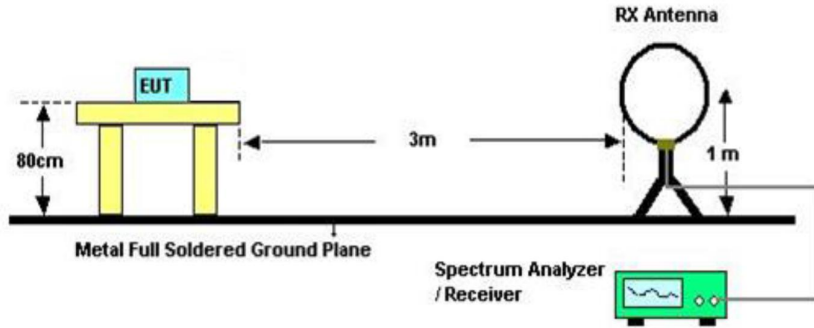 RX Antenna
EUT
3m
80cm
1 m
Metal Full Soldered Ground Plane
Spectrum Analyzer
/ Receiver